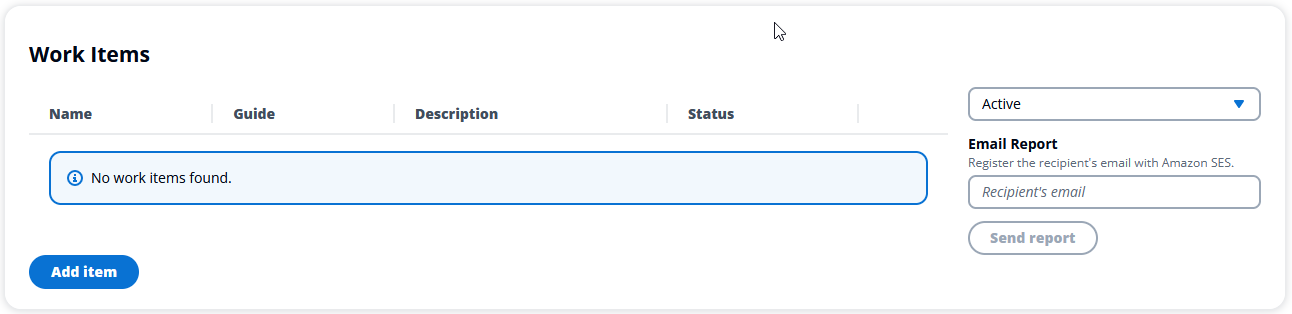 Work Items
Name Guide Description Status
No work items found.
Add item
Active
Email Report
Register the recipient's email with Amazon SES.
Recipient's email
Send report